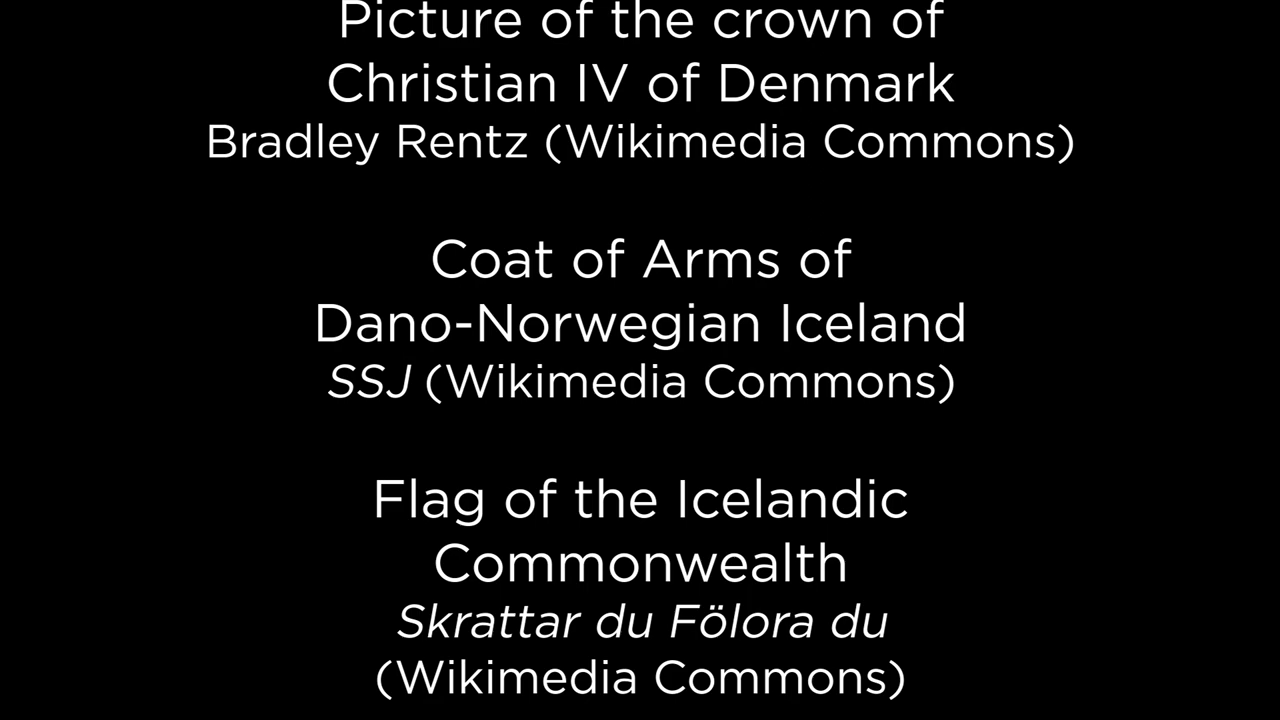 Picture of the crown of
Christian IV of Denmark
Bradley Rentz (Wikimedia Commons)
Coat of Arms of
Dano-Norwegian Iceland
SSJ (Wikimedia Commons)
Flag of the Icelandic
Commonwealth
Skrattar du Fölora du
(Wikimedia Commons)